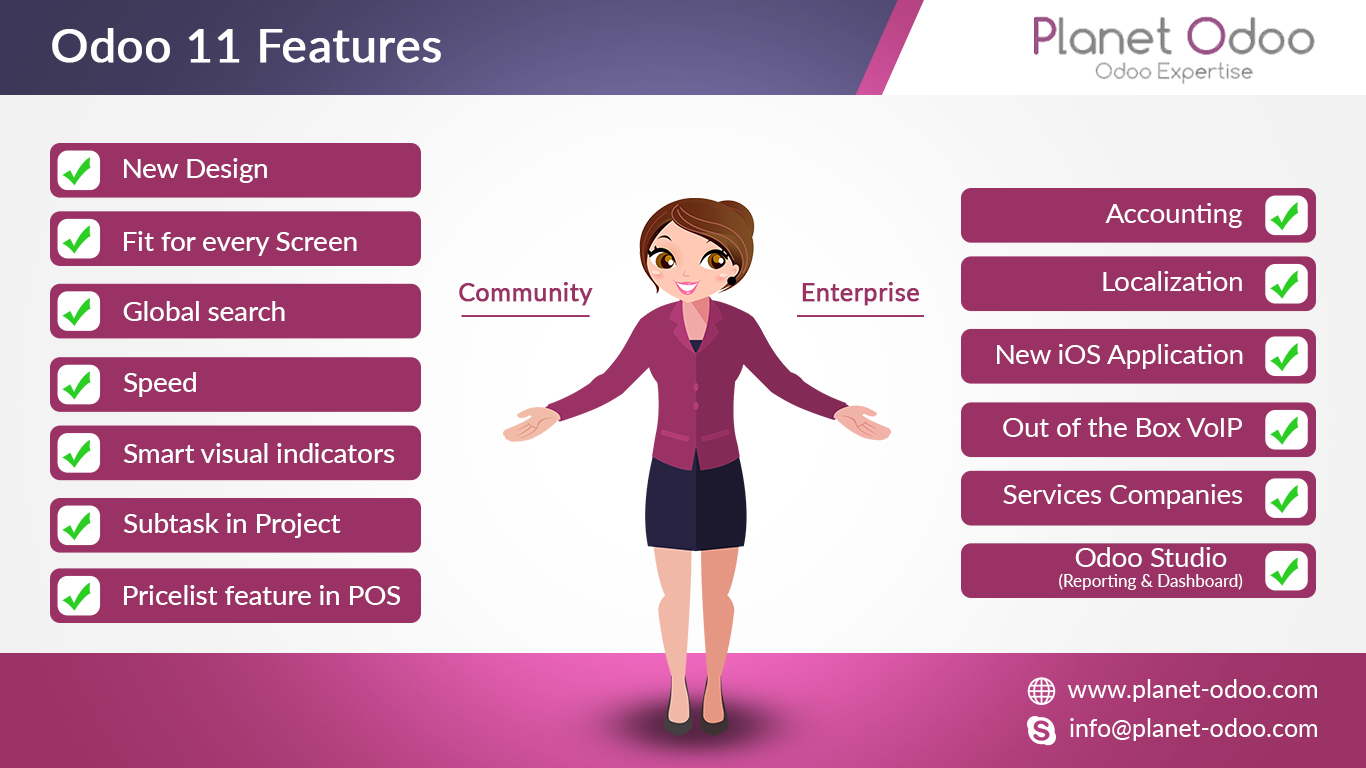 Odoo 11 Features
Planet Odoo
Odoo Expertise
Community
New Design
Fit for every Screen
Global search
Speed
Smart visual indicators
Subtask in Project
Pricelist feature in POS
Enterprise
Accounting
Localization
New iOS Application
Out of the Box VoIP
Services Companies
Odoo Studio
(Reporting & Dashboard)
www.planet-odoo.com
info@planet-odoo.com